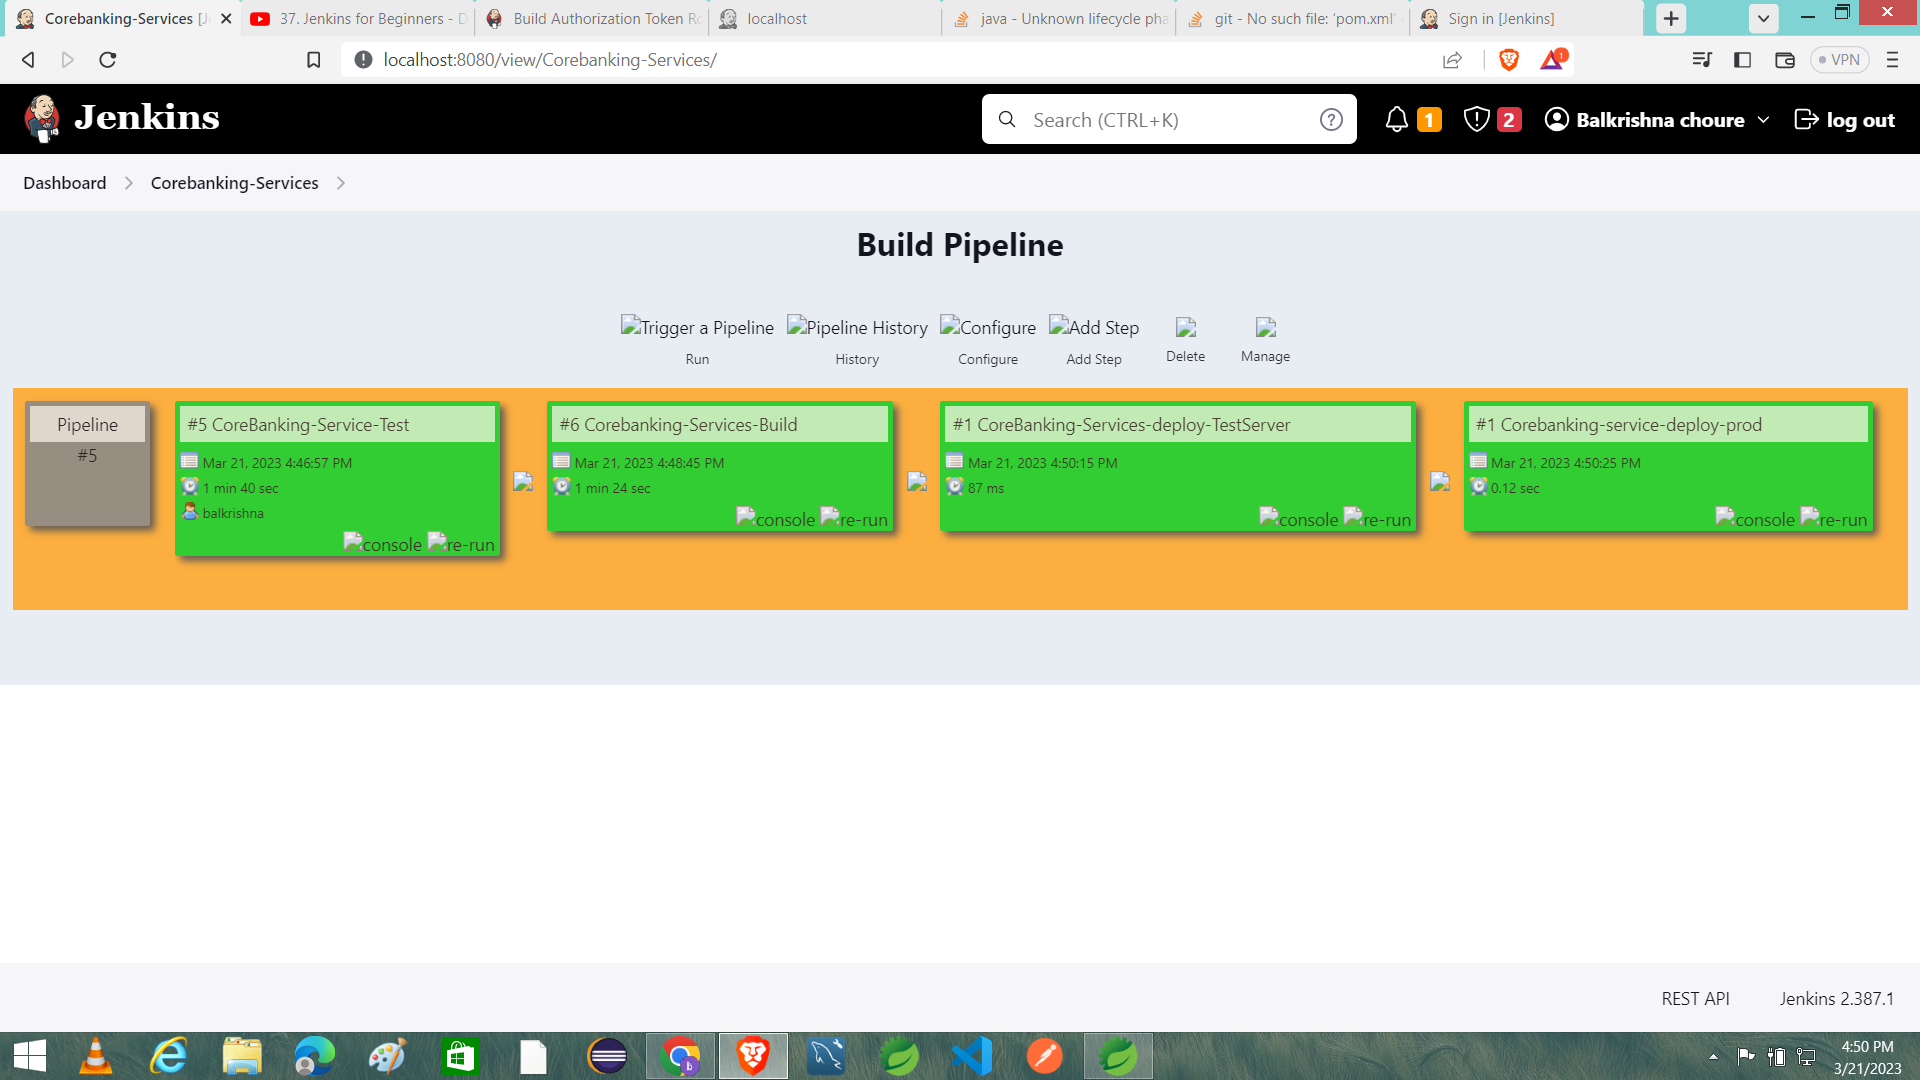 Corebanking-Services [J
37. Jenkins for Beginners - D
Build Authorization Token Ro
localhost
java - Unknown lifecycle pha
git - No such file: 'pom.xml'
Sign in [Jenkins]
localhost:8080/view/Corebanking-Services/
1
VPN
Jenkins
Search (CTRL+K)
1
2
Balkrishna choure
log out
Dashboard
Corebanking-Services
Build Pipeline
Trigger a Pipeline
Pipeline History
Configure
Add Step
Run
History
Configure
Add Step
Delete
Manage
Pipeline
#5
#5 CoreBanking-Service-Test
Mar 21, 2023 4:46:57 PM
1 min 40 sec
balkrishna
console re-run
#6 Corebanking-Services-Build
Mar 21, 2023 4:48:45 PM
1 min 24 sec
console re-run
#1 CoreBanking-Services-deploy-TestServer
Mar 21, 2023 4:50:15 PM
87 ms
console re-run
#1 Corebanking-service-deploy-prod
Mar 21, 2023 4:50:25 PM
0.12 sec
console re-run
REST API
Jenkins 2.387.1
b
4:50 PM
3/21/2023